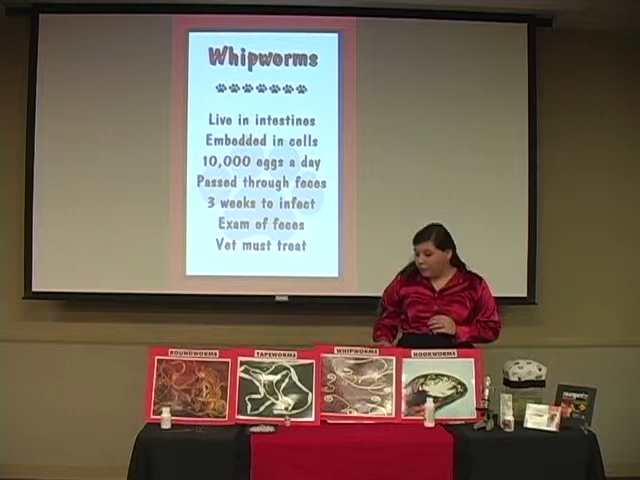 Whipworms
Live in intestines
Embedded in cells
10,000 eggs a day
Passed through feces
3 weeks to infect
Exam of feces
Vet must treat
ROUNDWORMS
TAPEWORMS
WHIPWORMS
HOOKWORMS